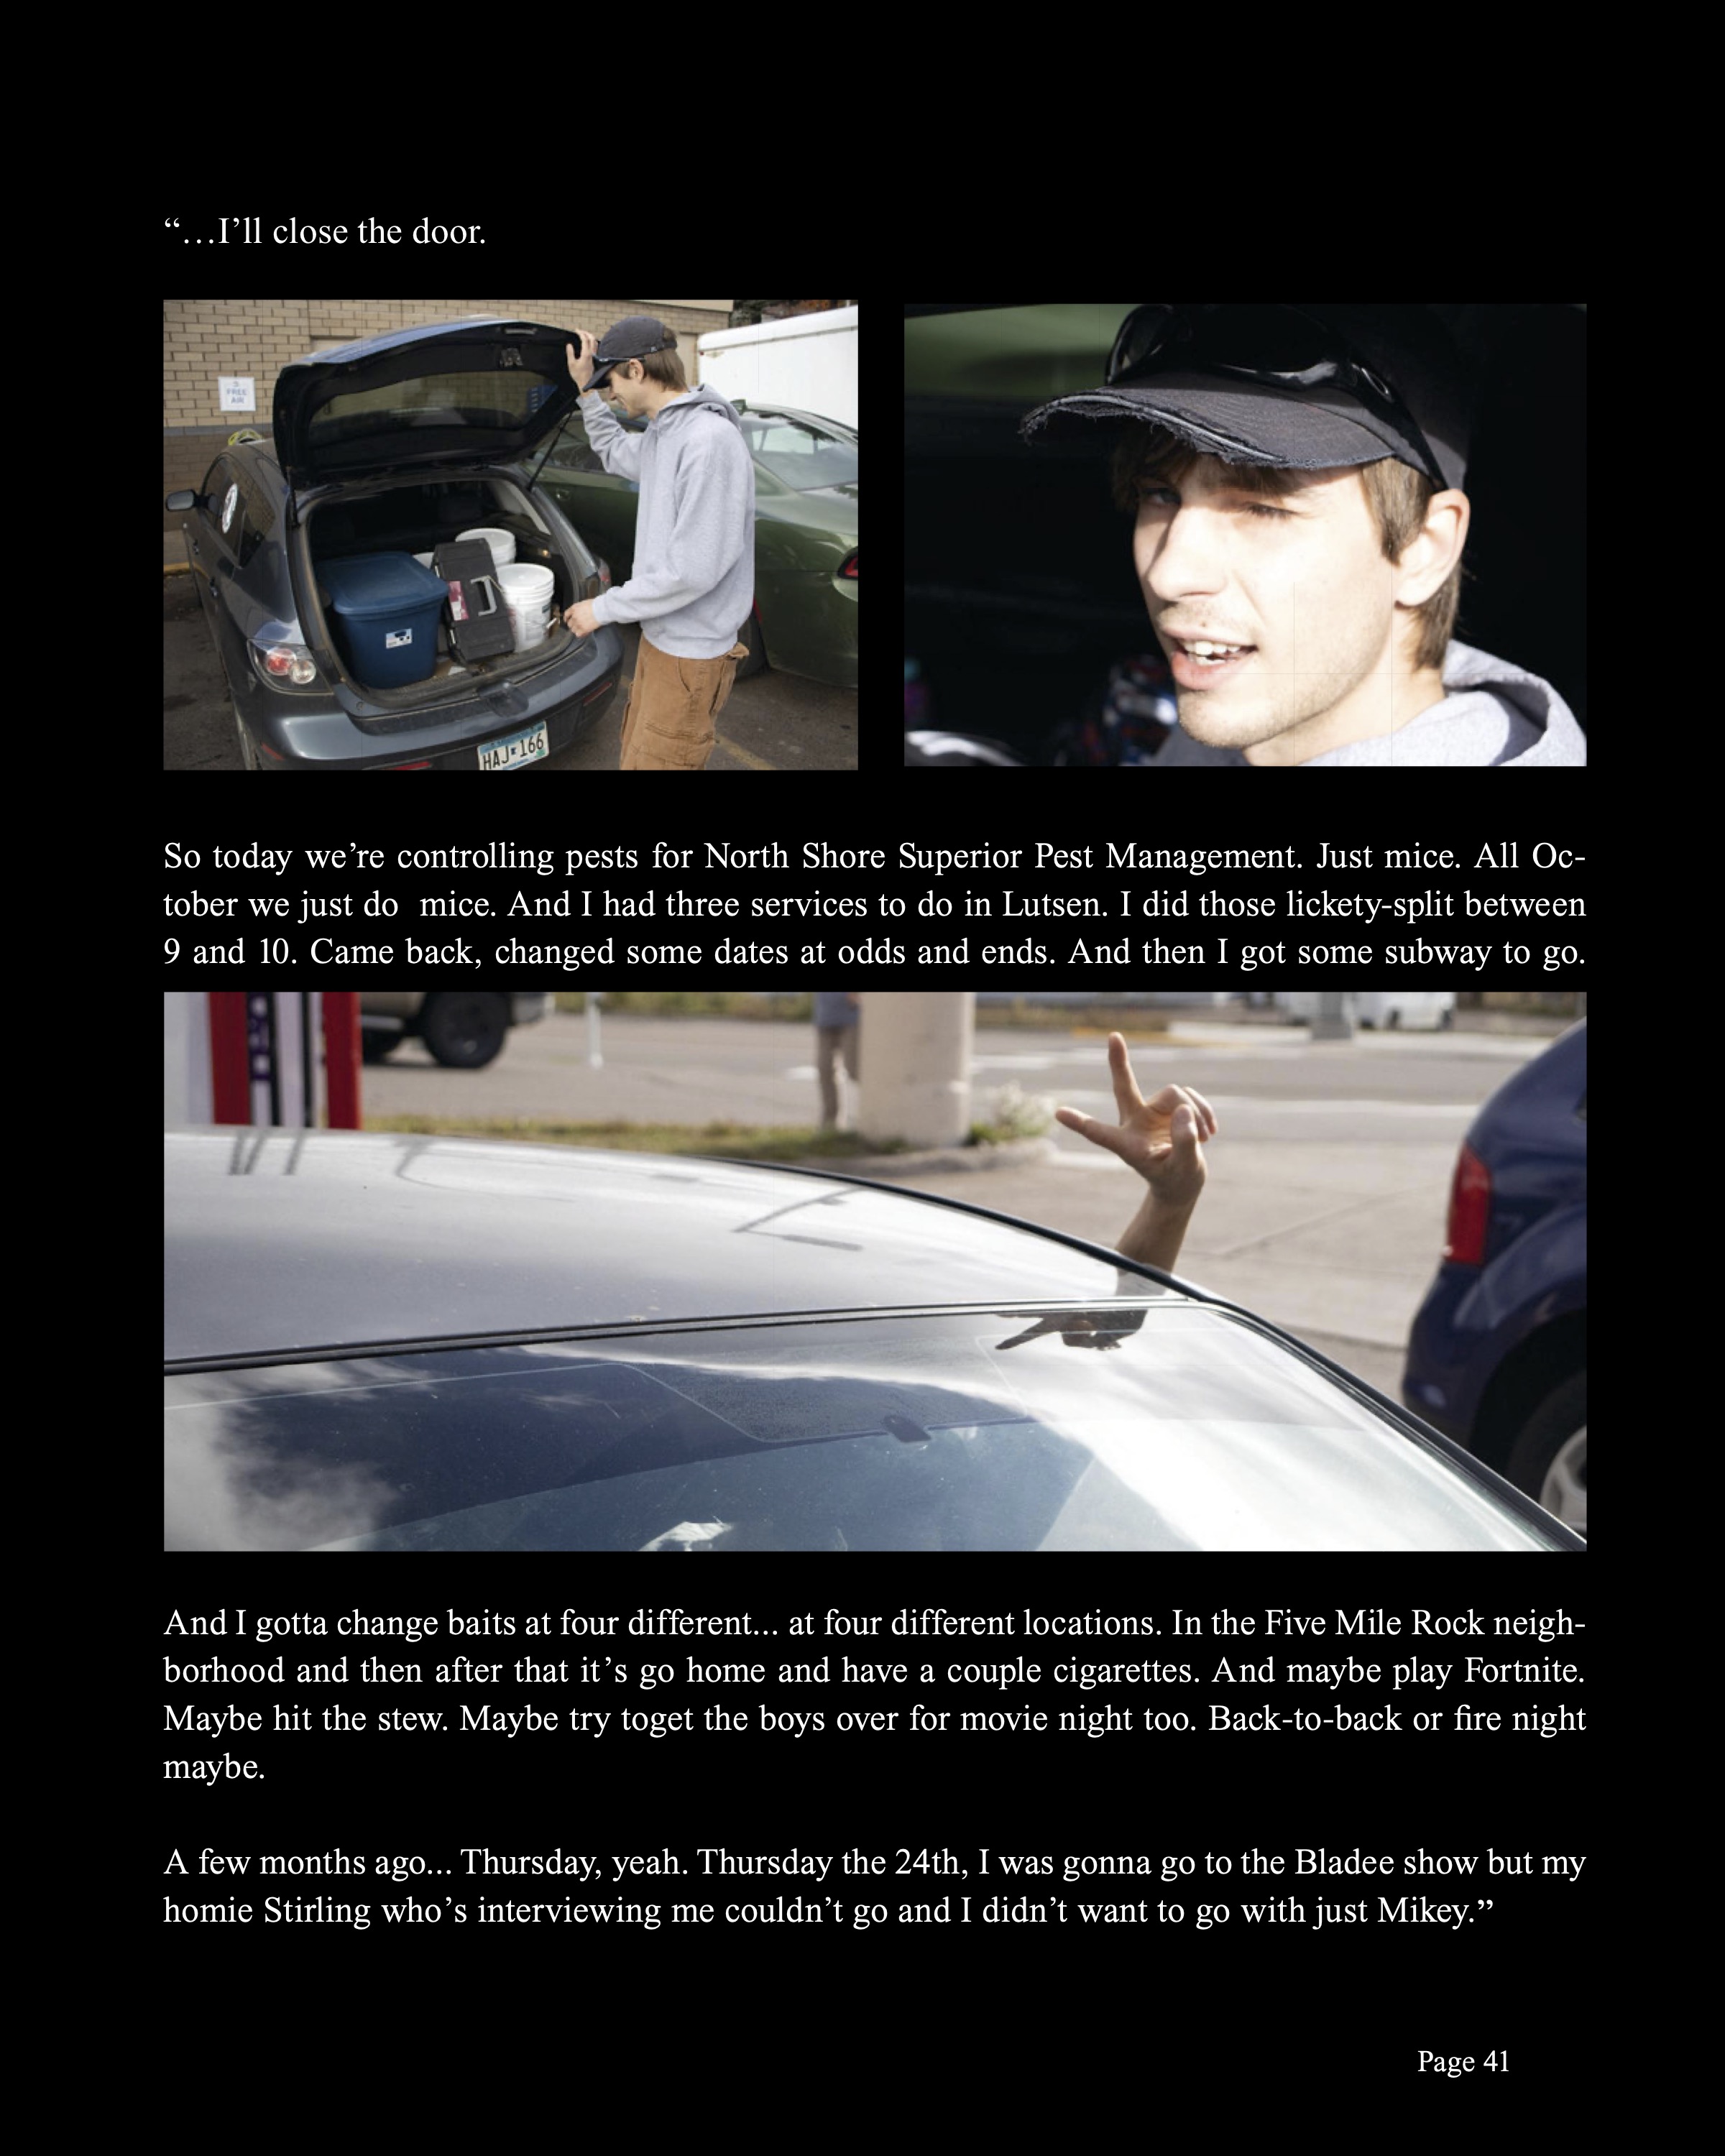 “…I’ll close the door.
FREE
AIR
HAJ 166
So today we’re controlling pests for North Shore Superior Pest Management. Just mice. All Oc-
tober we just do  mice. And I had three services to do in Lutsen. I did those lickety-split between
9 and 10. Came back, changed some dates at odds and ends. And then I got some subway to go.
And I gotta change baits at four different... at four different locations. In the Five Mile Rock neigh-
borhood and then after that it’s go home and have a couple cigarettes. And maybe play Fortnite.
Maybe hit the stew. Maybe try toget the boys over for movie night too. Back-to-back or fire night
maybe.
A few months ago... Thursday, yeah. Thursday the 24th, I was gonna go to the Bladee show but my
homie Stirling who’s interviewing me couldn’t go and I didn’t want to go with just Mikey.”
Page 41